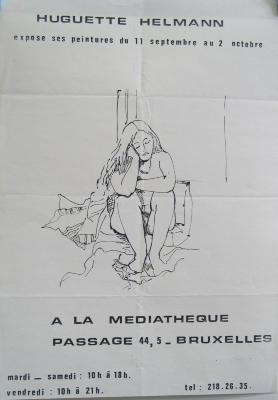 HUGUETTE HELMANN
expose ses peintures du 11 septembre au 2 octobre
A LA MEDIATHEQUE
PASSAGE 44, 5 _ BRUXELLES
mardi _ samedi : 10h à 18h.
vendredi : 10h à 21h.
tel : 218.26.35.